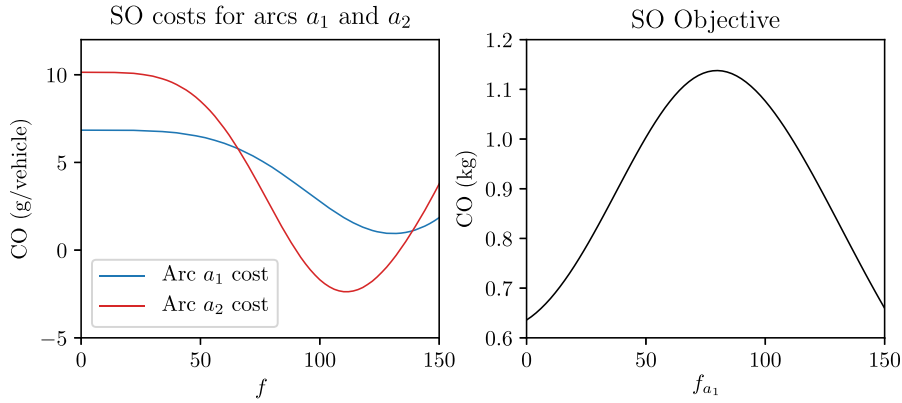 SO costs for arcs a₁ and a₂
CO (g/vehicle)
10
5
0
−5
Arc a₁ cost
Arc a₂ cost
0
50
100
150
f
SO Objective
CO (kg)
1.2
1.1
1.0
0.9
0.8
0.7
0.6
0
50
100
150
f_{a₁}